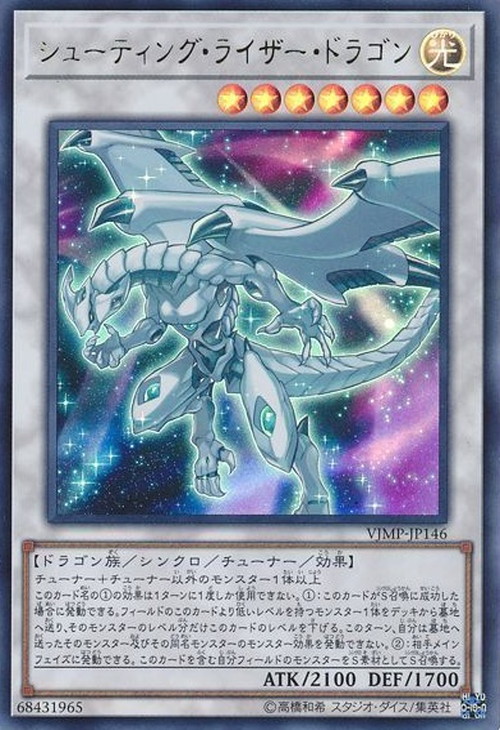 シューティング・ライザー・ドラゴン
光
VJMP-JP146
【ドラゴン族／シンクロ／チューナー／効果】
チューナー＋チューナー以外のモンスター1体以上
このカード名の①の効果は1ターンに1度しか使用できない。①：このカードがS召喚に成功した
場合に発動できる。フィールドのこのカードより低いレベルを持つモンスター1体をデッキから墓地
へ送り、そのモンスターのレベル分だけこのカードのレベルを下げる。このターン、自分は墓地へ
送ったそのモンスター及びその同名モンスターのモンスター効果を発動できない。②：相手メイン
フェイズに発動できる。このカードを含む自分フィールドのモンスターをS素材としてS召喚する。
ATK/2100 DEF/1700
68431965
©高橋和希 スタジオ・ダイス/集英社